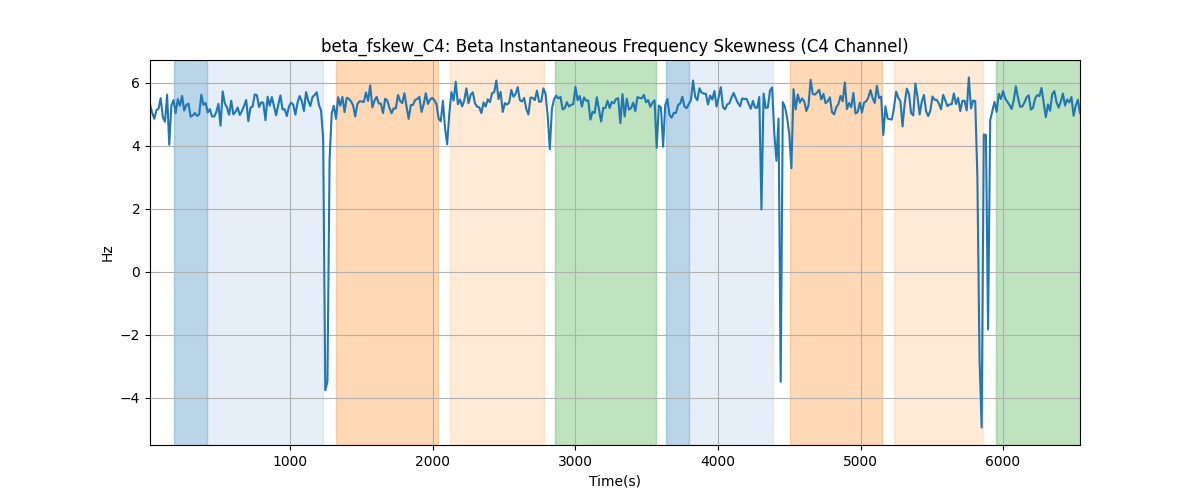 beta_fskew_C4: Beta Instantaneous Frequency Skewness (C4 Channel)
6
4
2
0
−2
−4
Hz
1000 2000 3000 4000 5000 6000
Time(s)